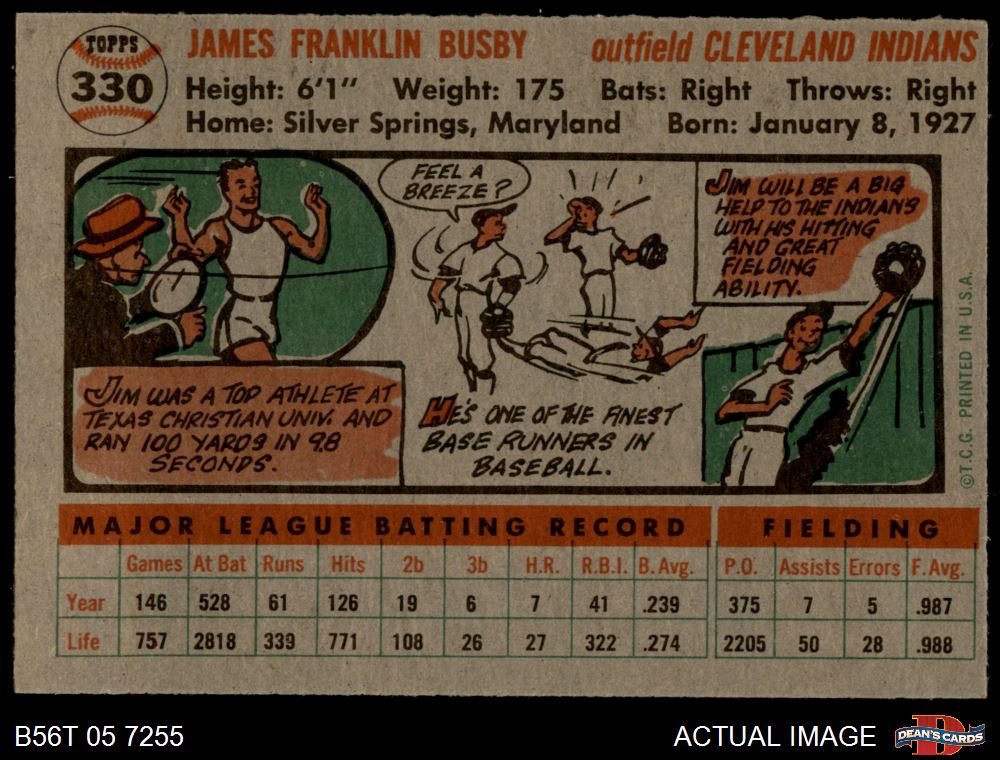 TOPPS
330
JAMES FRANKLIN BUSBY outfield CLEVELAND INDIANS
Height: 6'1" Weight: 175 Bats: Right Throws: Right
Home: Silver Springs, Maryland Born: January 8, 1927
JIM WAS A TOP ATHLETE AT
TEXAS CHRISTIAN UNIV. AND
RAN 100 YARDS IN 9.8
SECONDS.
FEEL A
BREEZE?
HE'S ONE OF THE FINEST
BASE RUNNERS IN
BASEBALL.
JIM WILL BE A BIG
HELP TO THE INDIANS
WITH HIS HITTING
AND GREAT
FIELDING
ABILITY.
©T.C.G. PRINTED IN U.S.A.
MAJOR LEAGUE BATTING RECORD FIELDING
Games At Bat Runs Hits 2b 3b H.R. R.B.I. B. Avg. P.O. Assists Errors F. Avg.
Year 146 528 61 126 19 6 7 41 .239 375 7 5 .987
Life 757 2818 339 771 108 26 27 322 .274 2205 50 28 .988
B56T 05 7255 ACTUAL IMAGE
DEAN'S CARDS